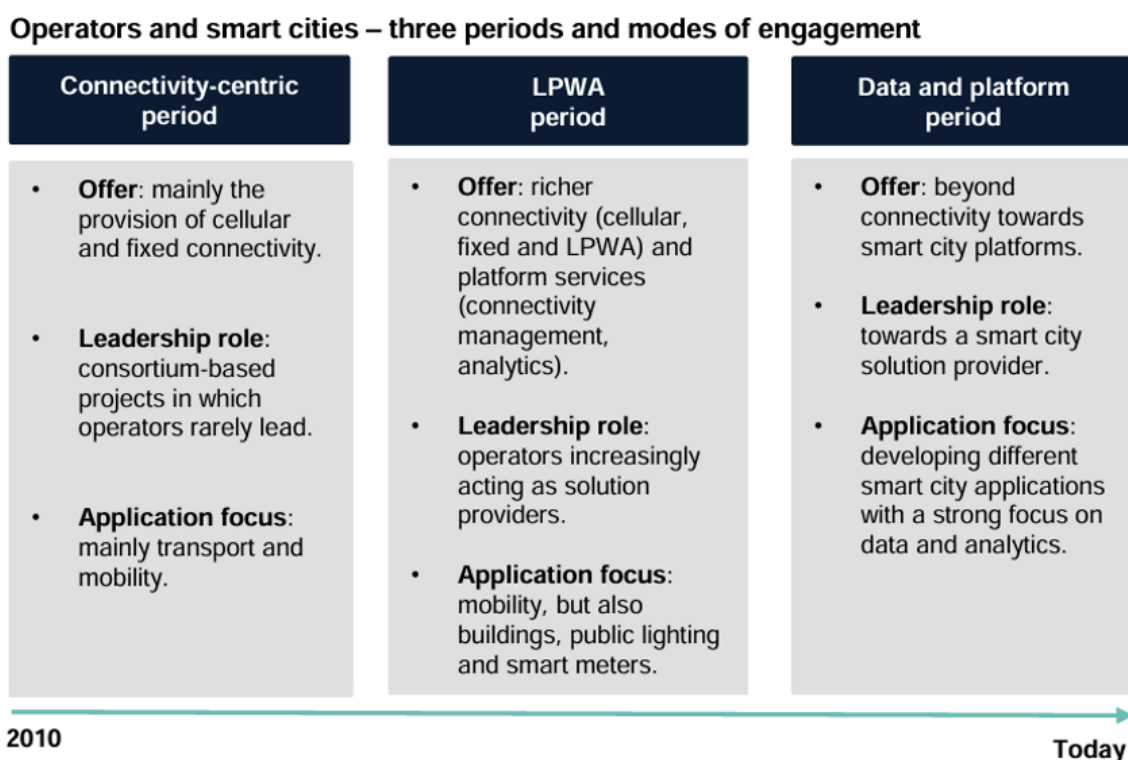 Operators and smart cities – three periods and modes of engagement
Connectivity-centric
period
• Offer: mainly the
provision of cellular
and fixed connectivity.
• Leadership role:
consortium-based
projects in which
operators rarely lead.
• Application focus:
mainly transport and
mobility.
LPWA
period
• Offer: richer
connectivity (cellular,
fixed and LPWA) and
platform services
(connectivity
management,
analytics).
• Leadership role:
operators increasingly
acting as solution
providers.
• Application focus:
mobility, but also
buildings, public lighting
and smart meters.
Data and platform
period
• Offer: beyond
connectivity towards
smart city platforms.
• Leadership role:
towards a smart city
solution provider.
• Application focus:
developing different
smart city applications
with a strong focus on
data and analytics.
2010
Today